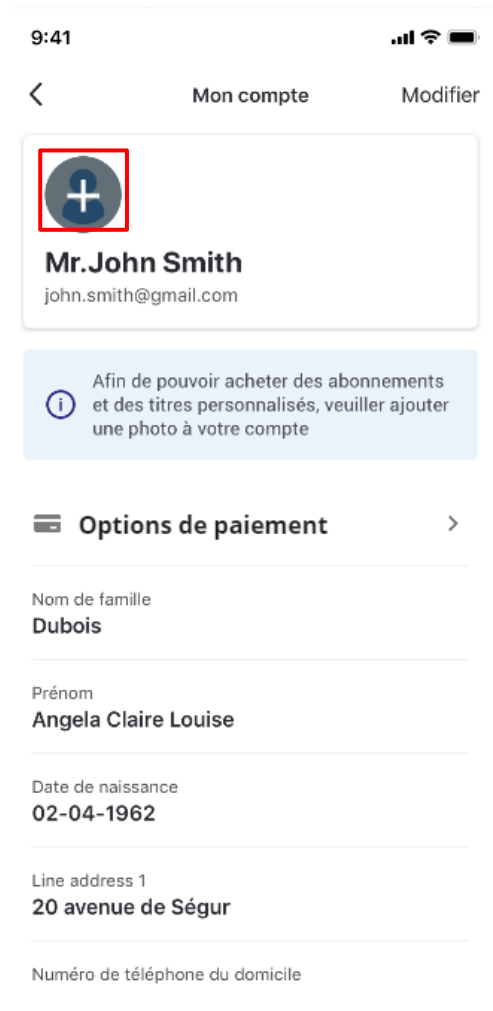 9:41
Mon compte
Modifier
Mr.John Smith
john.smith@gmail.com
Afin de pouvoir acheter des abonnements
et des titres personnalisés, veuiller ajouter
une photo à votre compte
Options de paiement
Nom de famille
Dubois
Prénom
Angela Claire Louise
Date de naissance
02-04-1962
Line address 1
20 avenue de Ségur
Numéro de téléphone du domicile